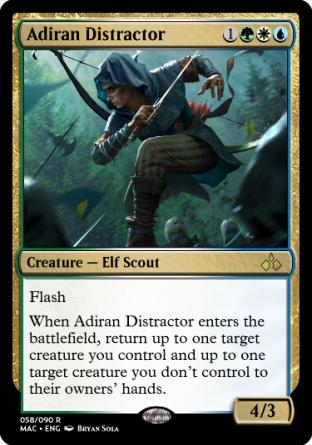 Adiran Distractor 1
Creature — Elf Scout
Flash
When Adiran Distractor enters the
battlefield, return up to one target
creature you control and up to one
target creature you don't control to
their owners' hands.
4/3
058/090 R
MAC • ENG Bryan Sola